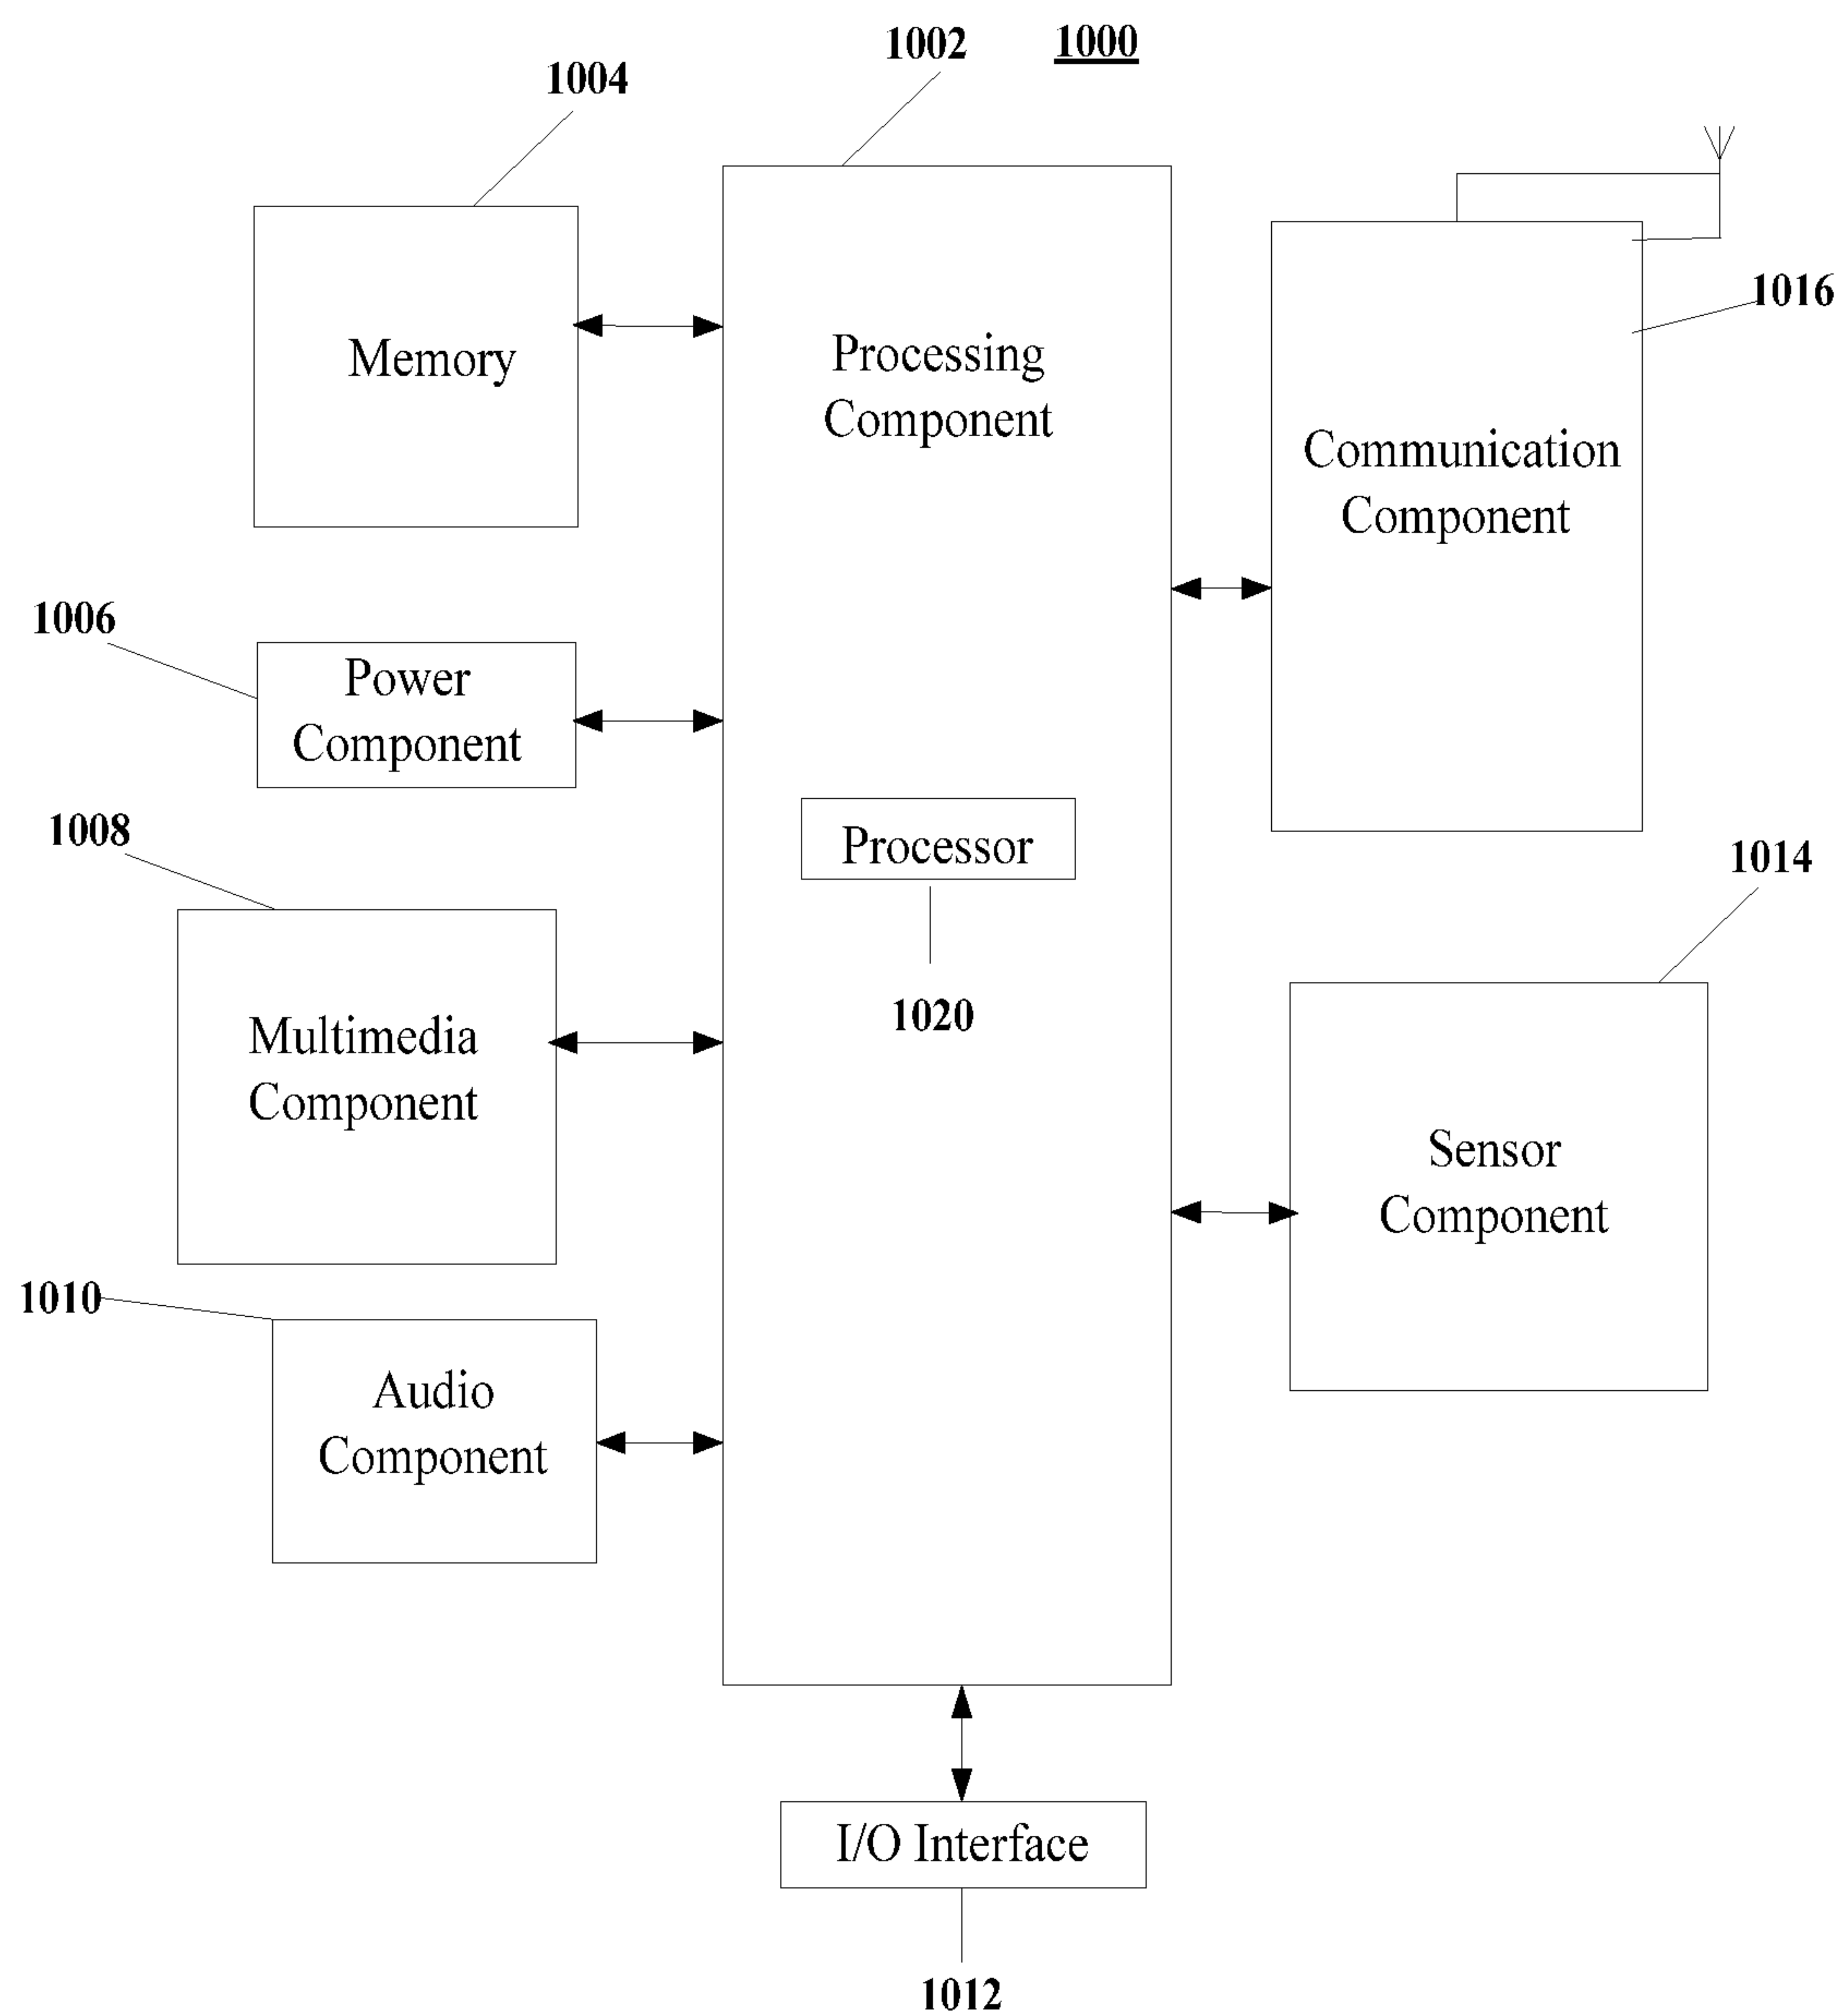 1002
1000
1004
Memory
Processing
Component
1016
Communication
Component
1006
Power
Component
1008
Processor
1014
1020
Multimedia
Component
Sensor
Component
1010
Audio
Component
I/O Interface
1012